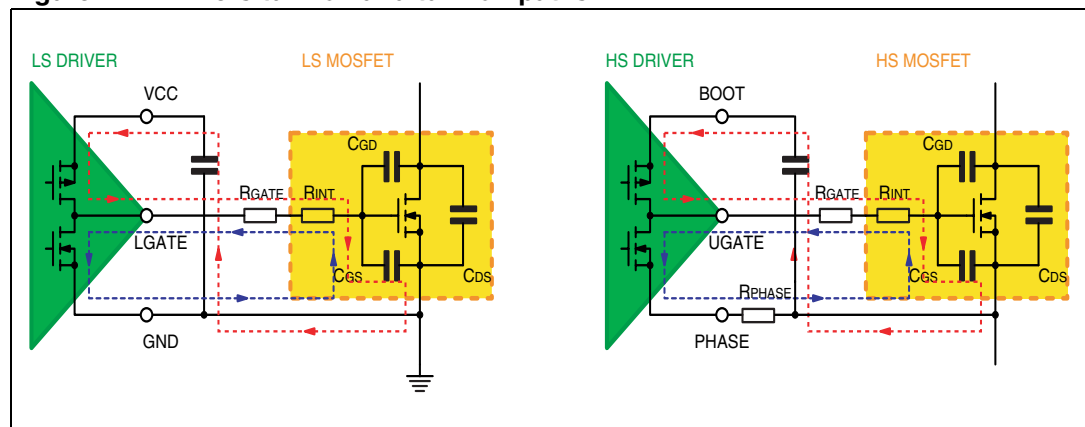 LS DRIVER
LS MOSFET
VCC
CGD
RGATE
RINT
LGATE
CGS
CDS
GND
HS DRIVER
HS MOSFET
BOOT
CGD
RGATE
RINT
UGATE
CGS
CDS
RPHASE
PHASE